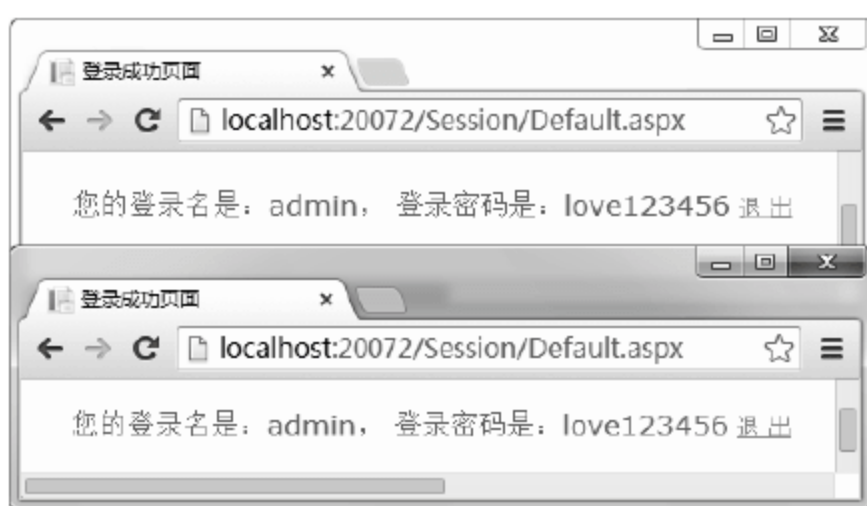 登录成功页面
localhost:20072/Session/Default.aspx
您的登录名是：admin， 登录密码是：love123456 退出
登录成功页面
localhost:20072/Session/Default.aspx
您的登录名是：admin， 登录密码是：love123456 退出